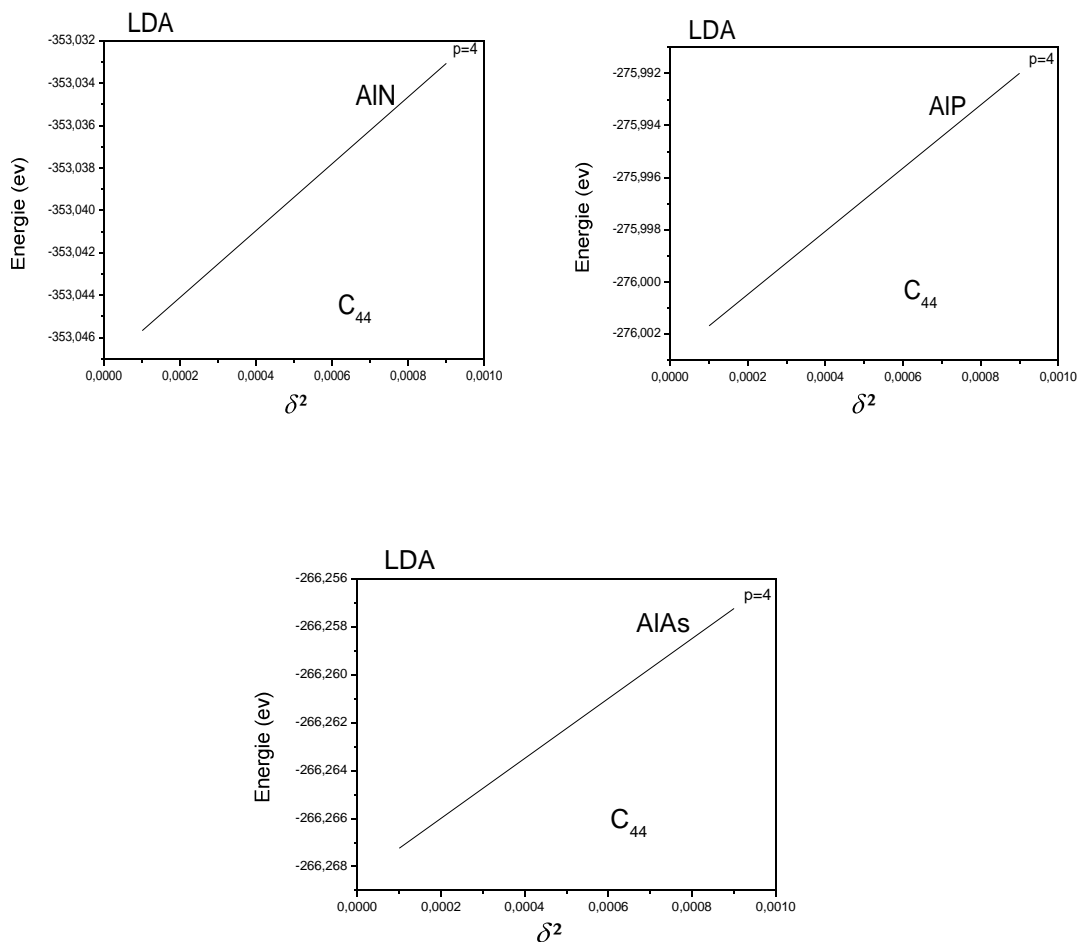 LDA
p=4
-353,032
-353,034
-353,036
-353,038
-353,040
-353,042
-353,044
-353,046
AlN
C44
Energie (ev)
0,0000 0,0002 0,0004 0,0006 0,0008 0,0010
δ²
LDA
p=4
-275,992
-275,994
-275,996
-275,998
-276,000
-276,002
AlP
C44
Energie (ev)
0,0000 0,0002 0,0004 0,0006 0,0008 0,0010
δ²
LDA
p=4
-266,256
-266,258
-266,260
-266,262
-266,264
-266,266
-266,268
AlAs
C44
Energie (ev)
0,0000 0,0002 0,0004 0,0006 0,0008 0,0010
δ²